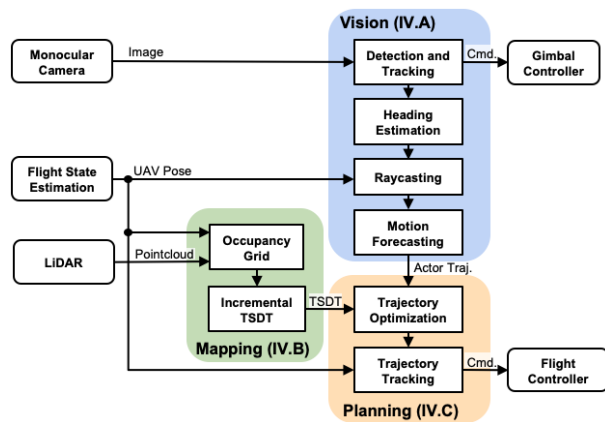 Vision (IV.A)
Monocular
Camera
Image
Detection and
Tracking
Cmd.
Gimbal
Controller
Heading
Estimation
Flight State
Estimation
UAV Pose
Raycasting
Motion
Forecasting
LiDAR
Pointcloud
Occupancy
Grid
Actor Traj.
Incremental
TSDT
TSDT
Trajectory
Optimization
Mapping (IV.B)
Trajectory
Tracking
Cmd.
Flight
Controller
Planning (IV.C)